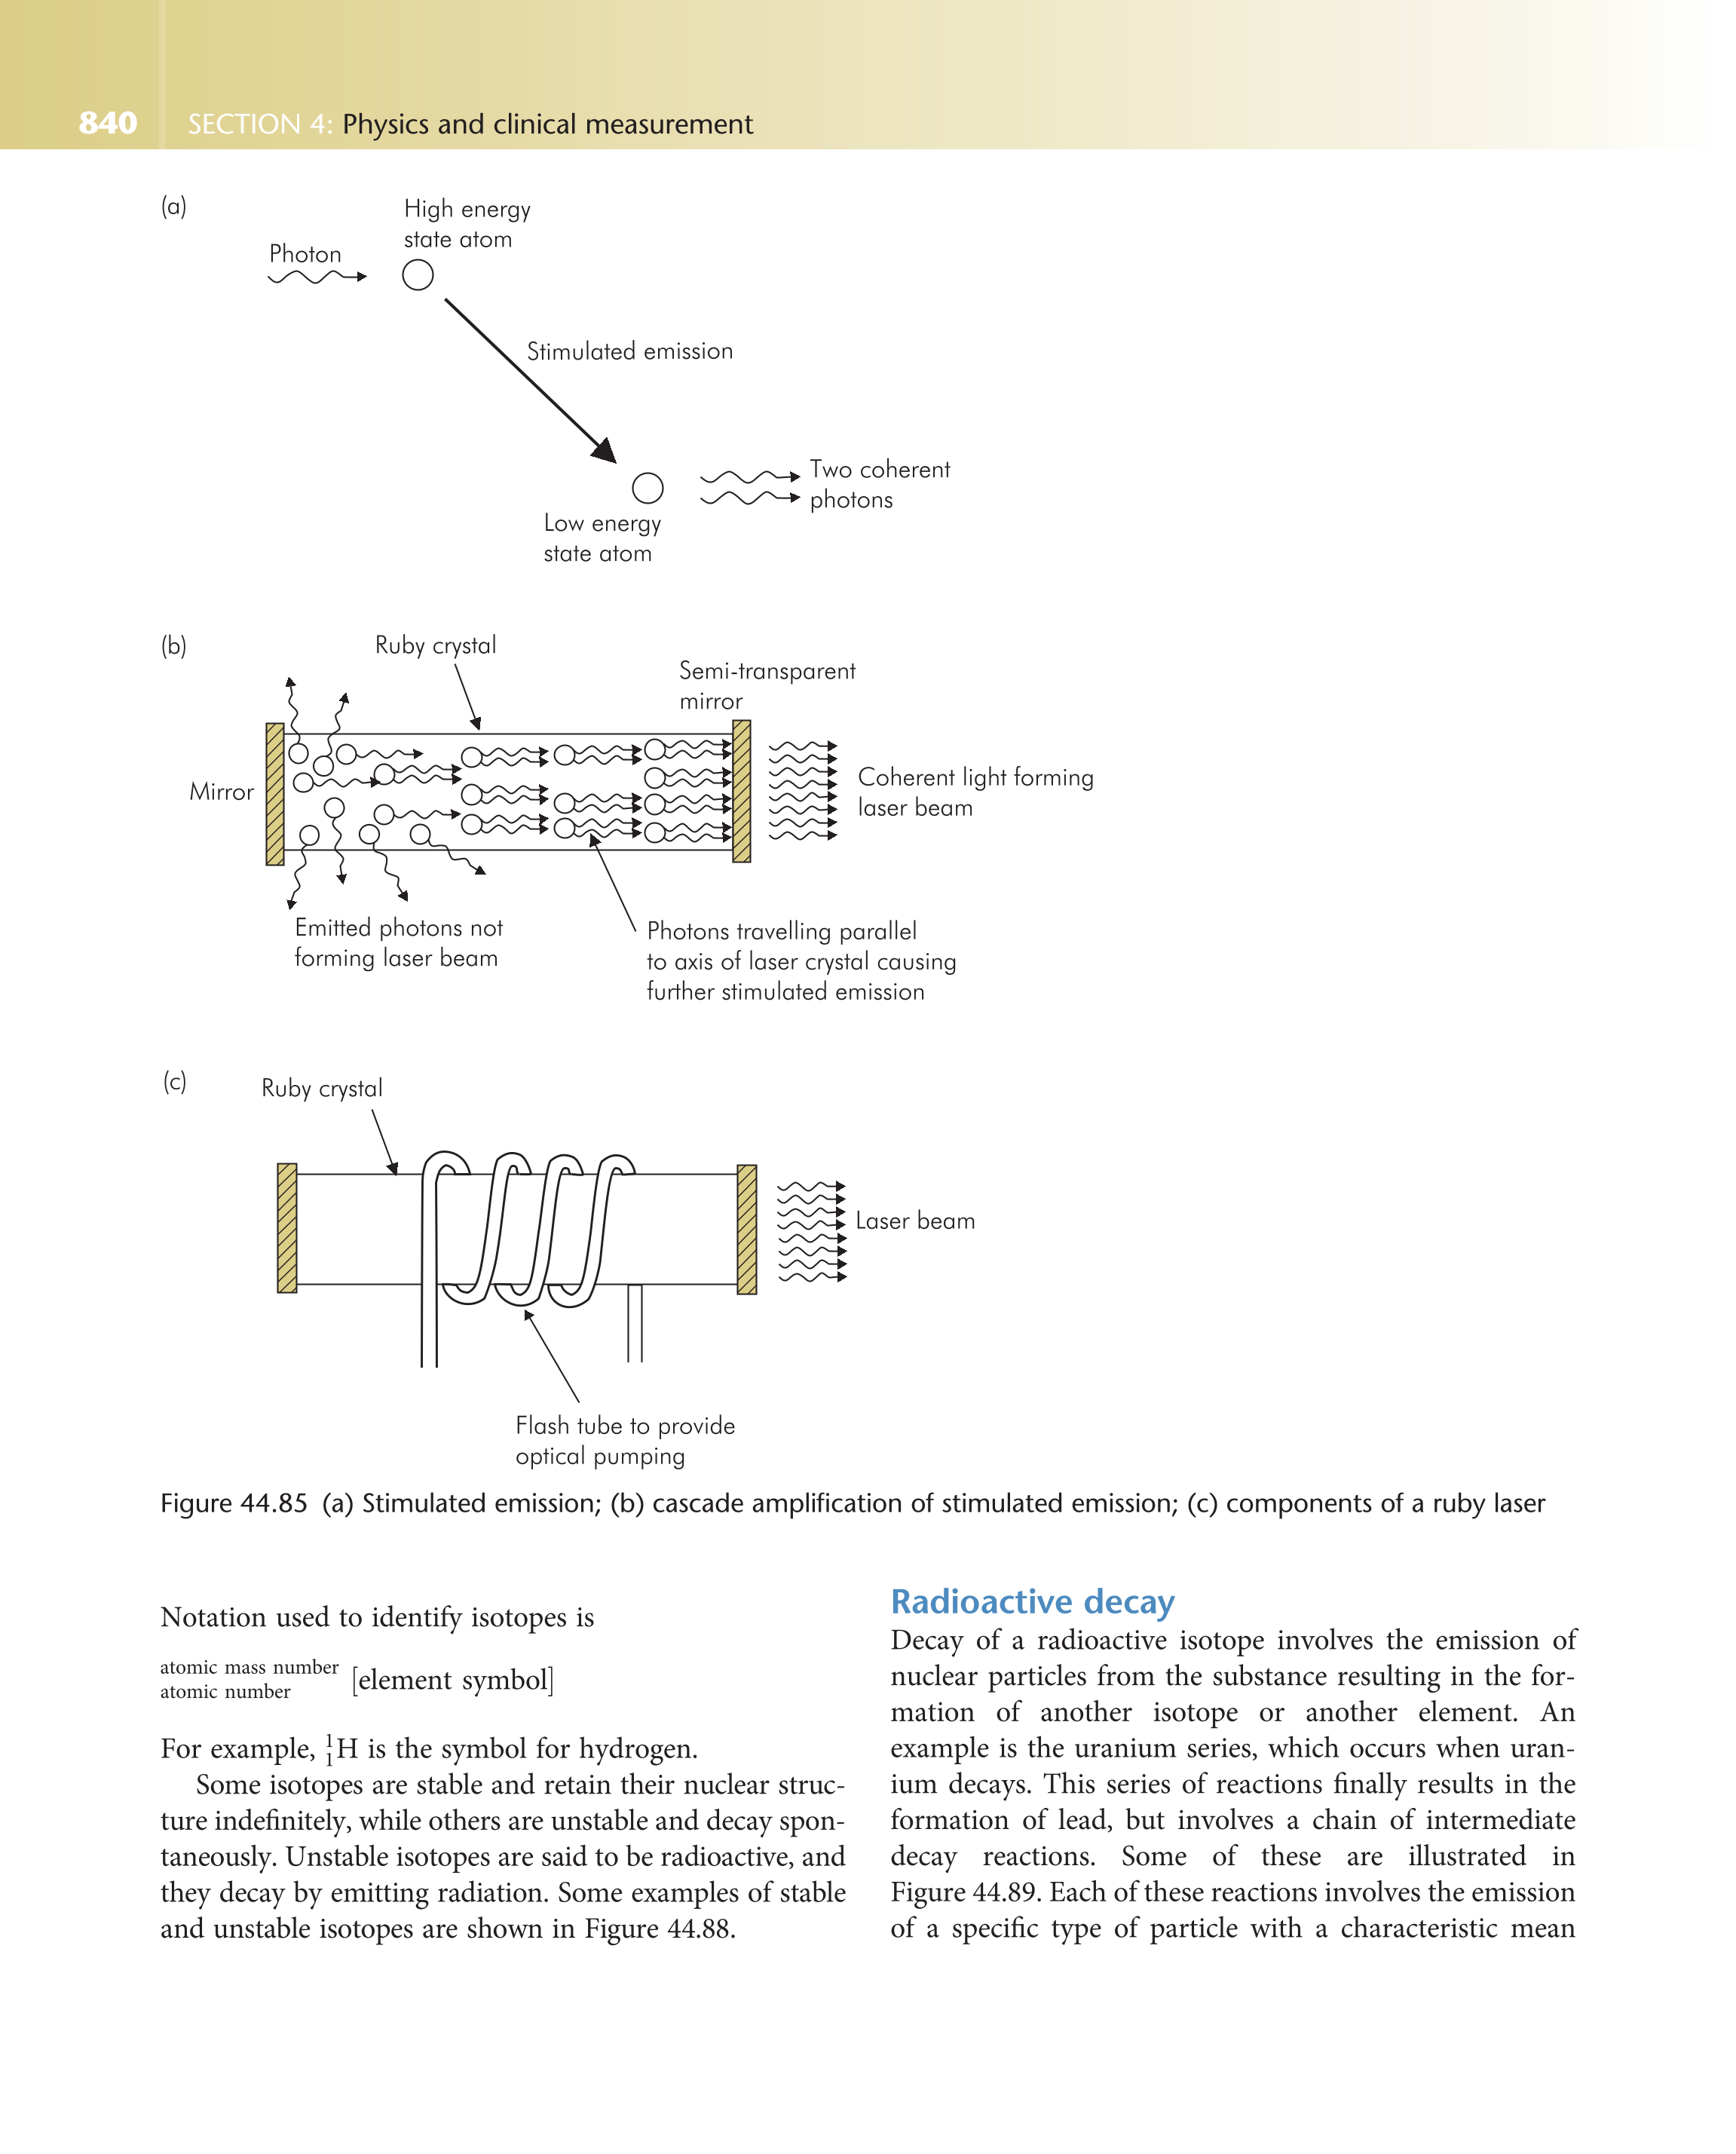 840 SECTION 4: Physics and clinical measurement
(a)
High energy
state atom
Photon
Stimulated emission
Two coherent
photons
Low energy
state atom
(b)
Ruby crystal
Semi-transparent
mirror
Mirror
Coherent light forming
laser beam
Emitted photons not
forming laser beam
Photons travelling parallel
to axis of laser crystal causing
further stimulated emission
(c)
Ruby crystal
Laser beam
Flash tube to provide
optical pumping
Figure 44.85 (a) Stimulated emission; (b) cascade amplification of stimulated emission; (c) components of a ruby laser
Notation used to identify isotopes is
atomic mass number
atomic number [element symbol]
For example, ¹₁H is the symbol for hydrogen.
Some isotopes are stable and retain their nuclear struc-
ture indefinitely, while others are unstable and decay spon-
taneously. Unstable isotopes are said to be radioactive, and
they decay by emitting radiation. Some examples of stable
and unstable isotopes are shown in Figure 44.88.
Radioactive decay
Decay of a radioactive isotope involves the emission of
nuclear particles from the substance resulting in the for-
mation of another isotope or another element. An
example is the uranium series, which occurs when uran-
ium decays. This series of reactions finally results in the
formation of lead, but involves a chain of intermediate
decay reactions. Some of these are illustrated in
Figure 44.89. Each of these reactions involves the emission
of a specific type of particle with a characteristic mean